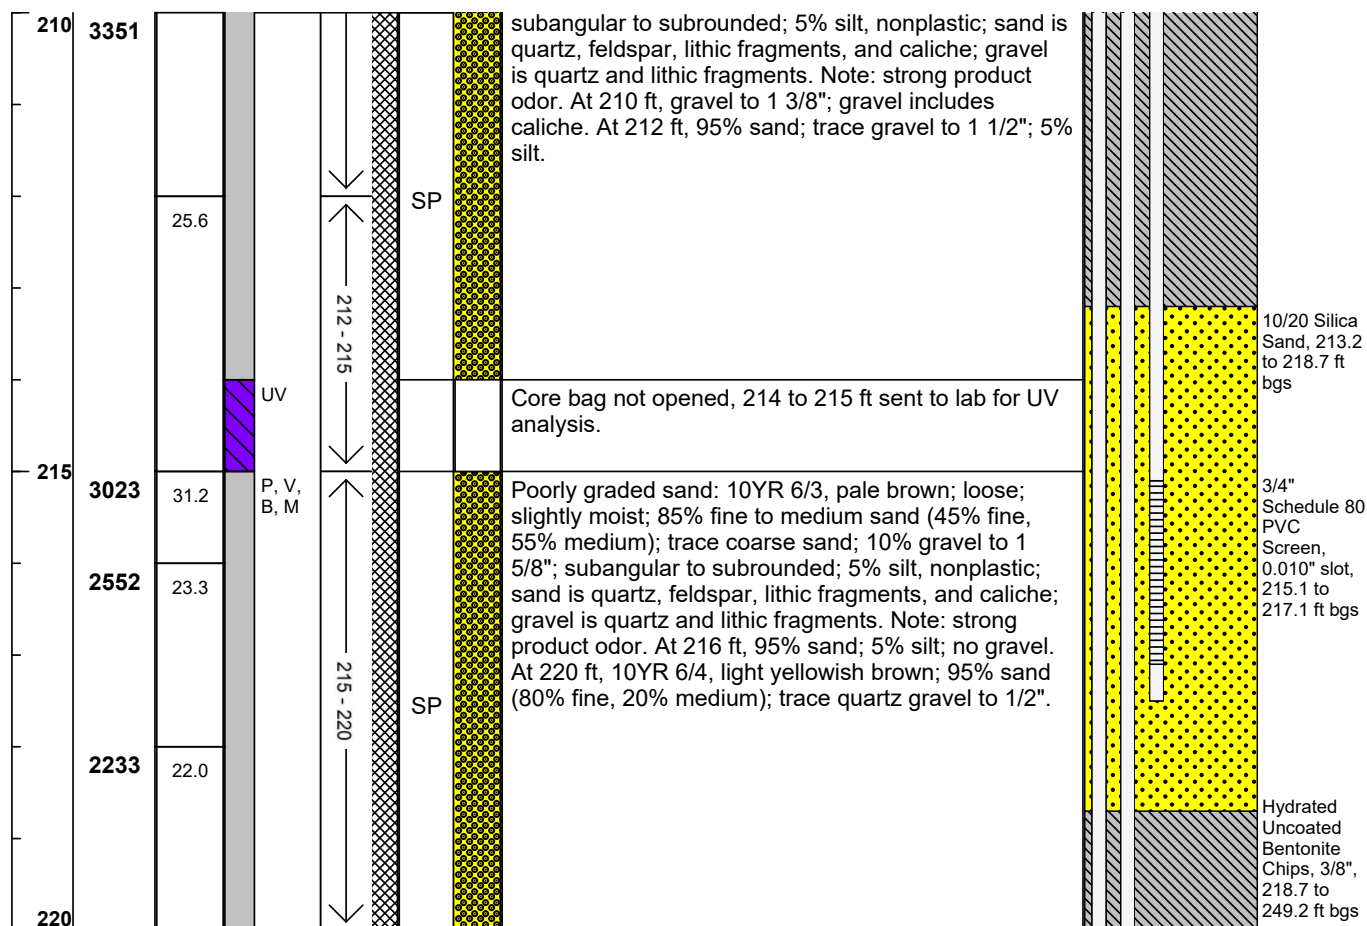 210
3351
subangular to subrounded; 5% silt, nonplastic; sand is
quartz, feldspar, lithic fragments, and caliche; gravel
is quartz and lithic fragments. Note: strong product
odor. At 210 ft, gravel to 1 3/8"; gravel includes
caliche. At 212 ft, 95% sand; trace gravel to 1 1/2"; 5%
silt.
SP
25.6
212 - 215
10/20 Silica
Sand, 213.2
to 218.7 ft
bgs
UV
Core bag not opened, 214 to 215 ft sent to lab for UV
analysis.
215
3023
31.2
P, V,
B, M
Poorly graded sand: 10YR 6/3, pale brown; loose;
slightly moist; 85% fine to medium sand (45% fine,
55% medium); trace coarse sand; 10% gravel to 1
5/8"; subangular to subrounded; 5% silt, nonplastic;
sand is quartz, feldspar, lithic fragments, and caliche;
gravel is quartz and lithic fragments. Note: strong
product odor. At 216 ft, 95% sand; 5% silt; no gravel.
At 220 ft, 10YR 6/4, light yellowish brown; 95% sand
(80% fine, 20% medium); trace quartz gravel to 1/2".
3/4"
Schedule 80
PVC
Screen,
0.010" slot,
215.1 to
217.1 ft bgs
2552
23.3
215 - 220
SP
2233
22.0
Hydrated
Uncoated
Bentonite
Chips, 3/8",
218.7 to
249.2 ft bgs
220